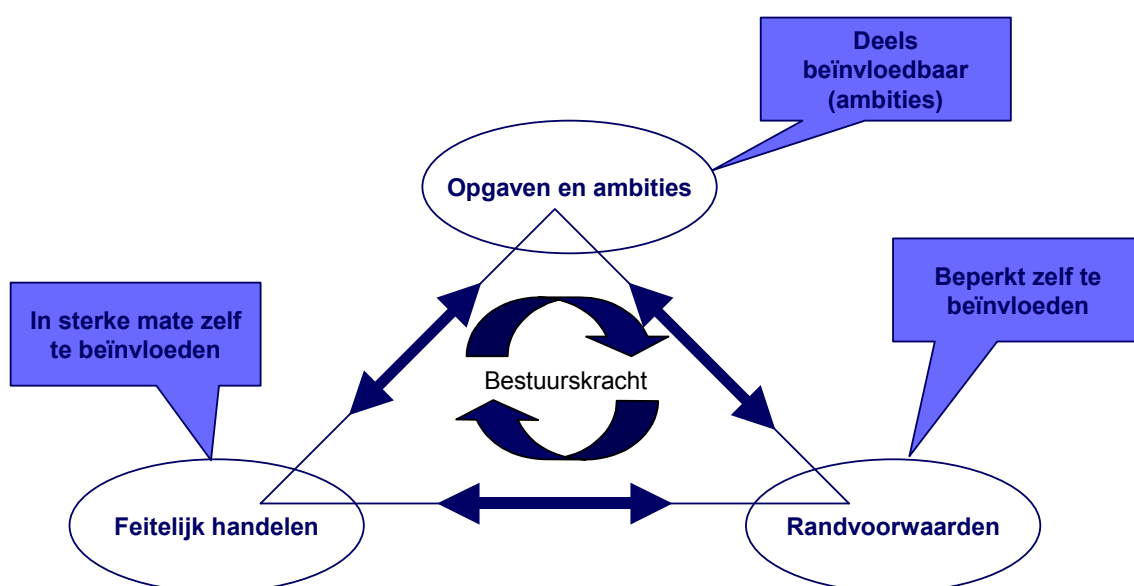 Deels
beïnvloedbaar
(ambities)
Opgaven en ambities
Beperkt zelf te
beïnvloeden
In sterke mate zelf
te beïnvloeden
Bestuurskracht
Feitelijk handelen
Randvoorwaarden